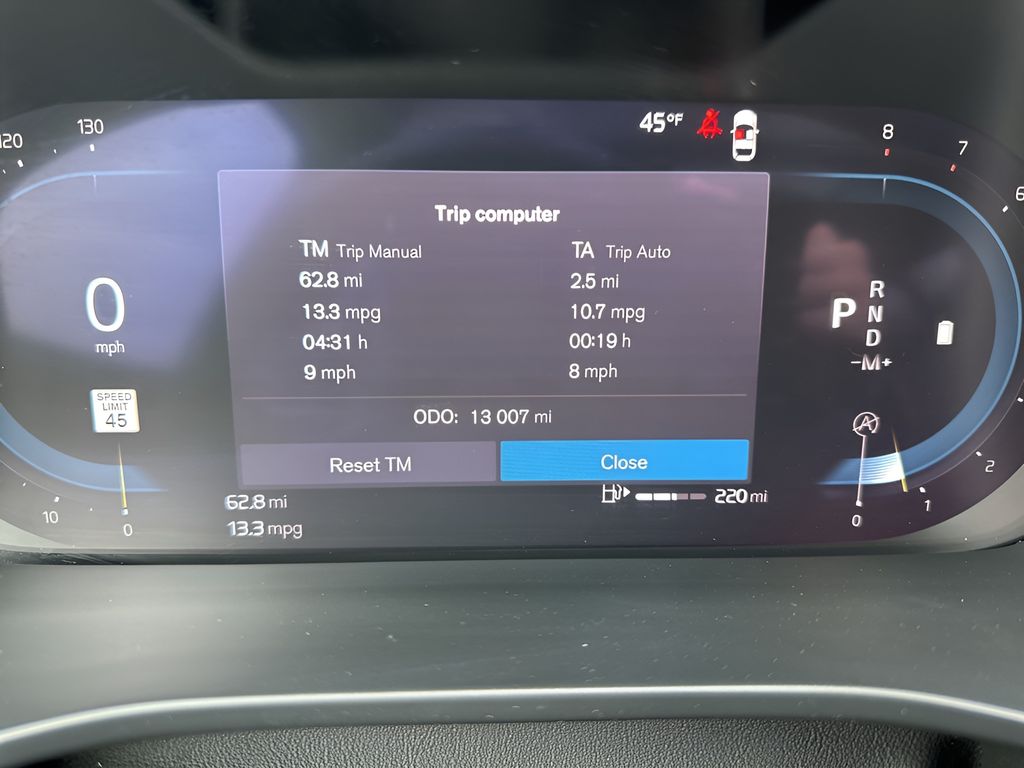 120
130
45°F
8
7
6
Trip computer
TM Trip Manual
TA Trip Auto
62.8 mi
2.5 mi
13.3 mpg
10.7 mpg
04:31 h
00:19 h
9 mph
8 mph
ODO: 13 007 mi
Reset TM
Close
0
mph
SPEED
LIMIT
45
P
R
N
D
-M+
A
10
0
62.8 mi
13.3 mpg
220 mi
0
1
2